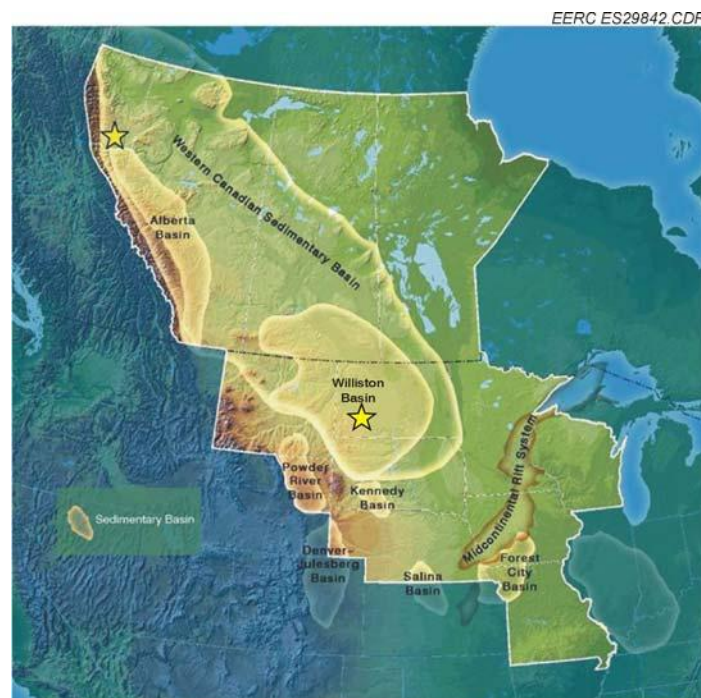 EERC ES29842.CDR
Western Canadian Sedimentary Basin
Alberta
Basin
Williston
Basin
Powder
River
Basin
Kennedy
Basin
Midcontinental Rift System
Sedimentary Basin
Denver-
Julesberg
Basin
Salina
Basin
Forest
City
Basin